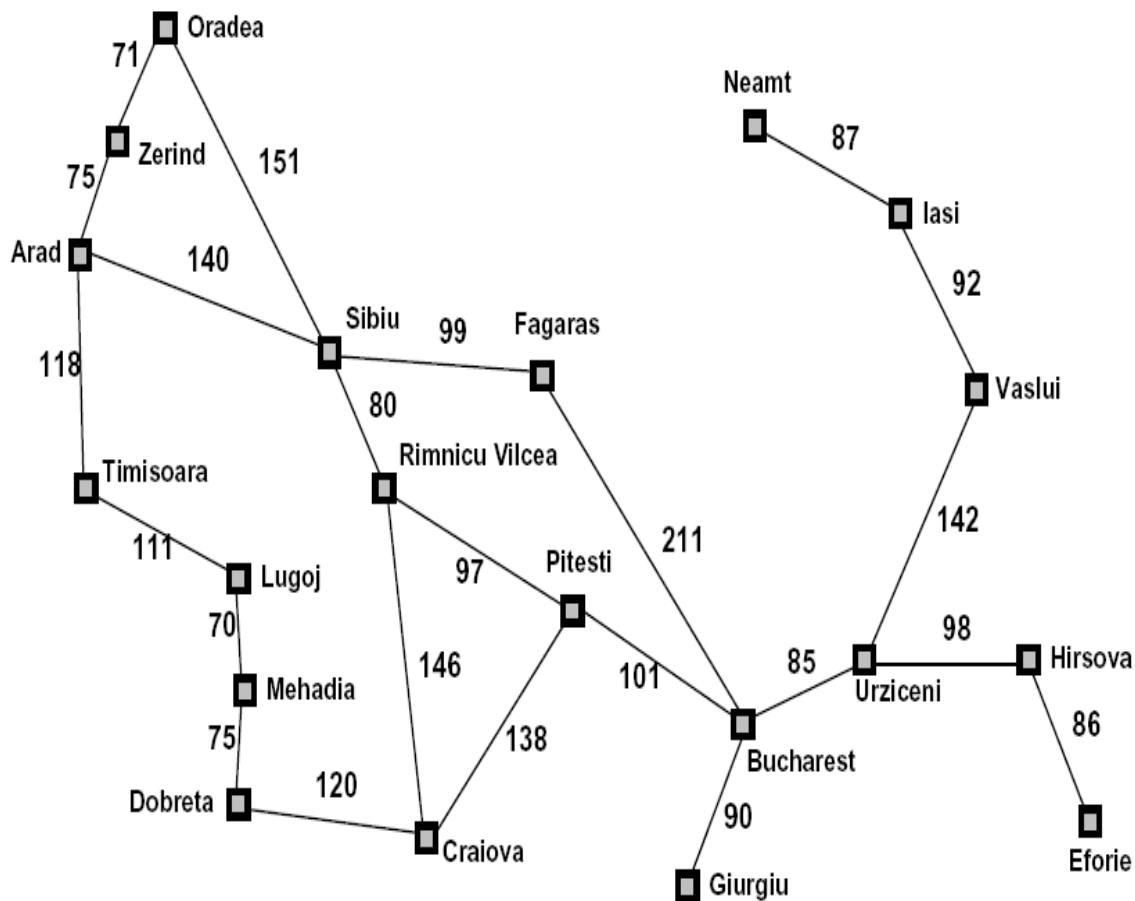 Oradea
71
Neamt
87
Zerind
151
75
Iasi
Arad
140
92
Sibiu
99
Fagaras
118
80
Vaslui
Rimnicu Vilcea
Timisoara
142
211
111
97
Pitesti
Lugoj
70
98
85
Hirsova
146
101
Urziceni
Mehadia
86
75
138
Bucharest
120
Dobreta
90
Craiova
Eforie
Giurgiu